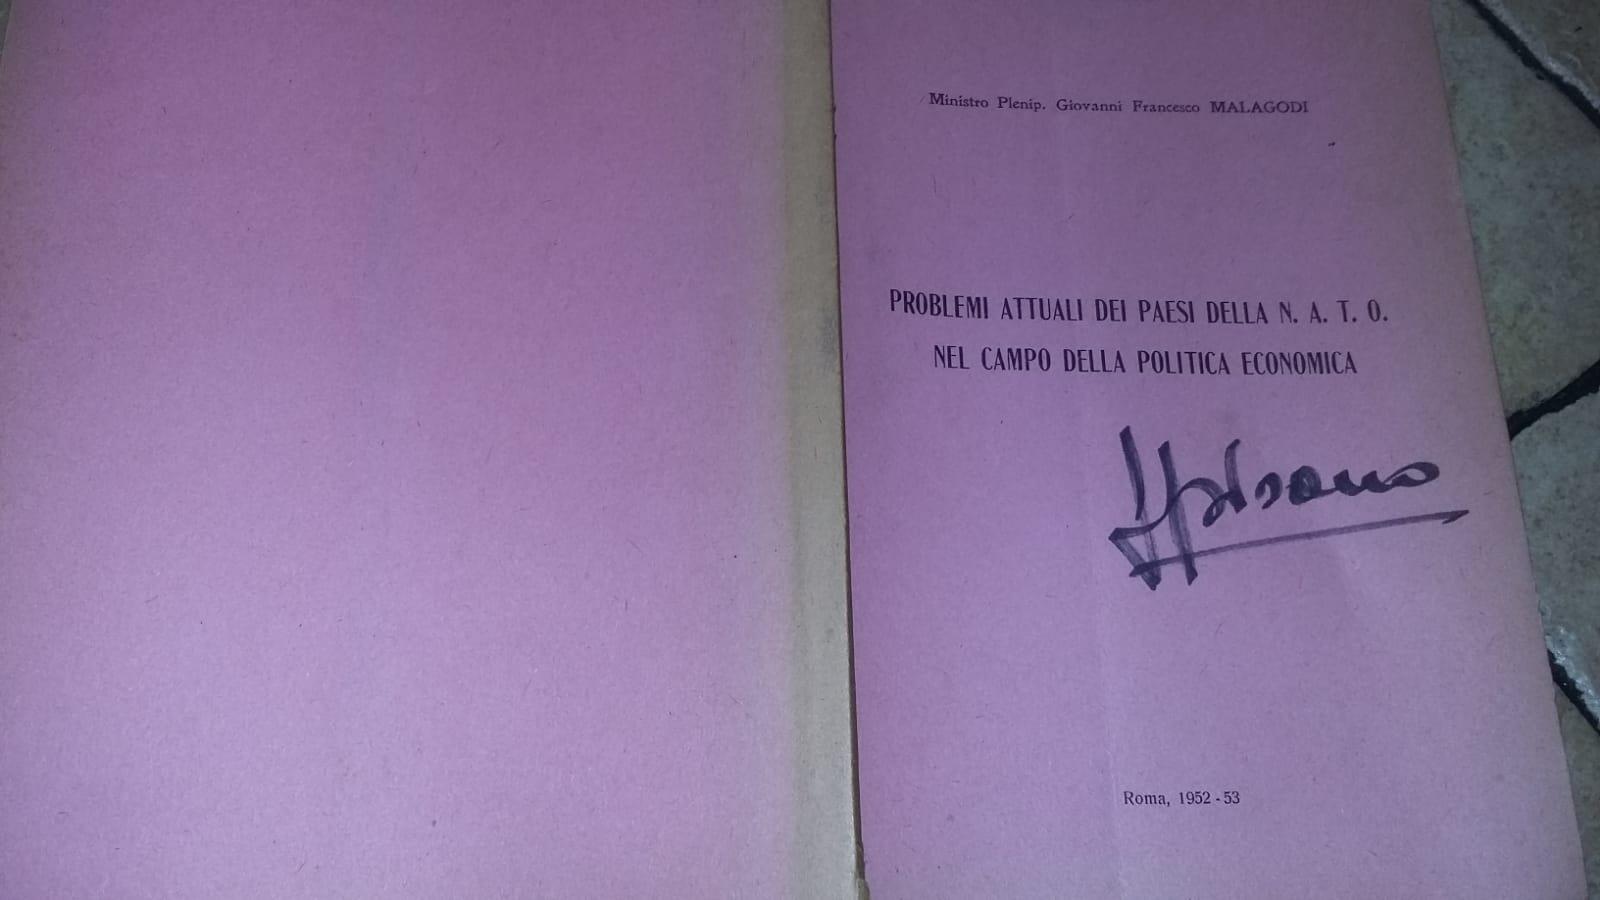 Ministro Plenip. Giovanni Francesco MALAGODI
PROBLEMI ATTUALI DEI PAESI DELLA N. A. T. O.
NEL CAMPO DELLA POLITICA ECONOMICA
Roma, 1952-53